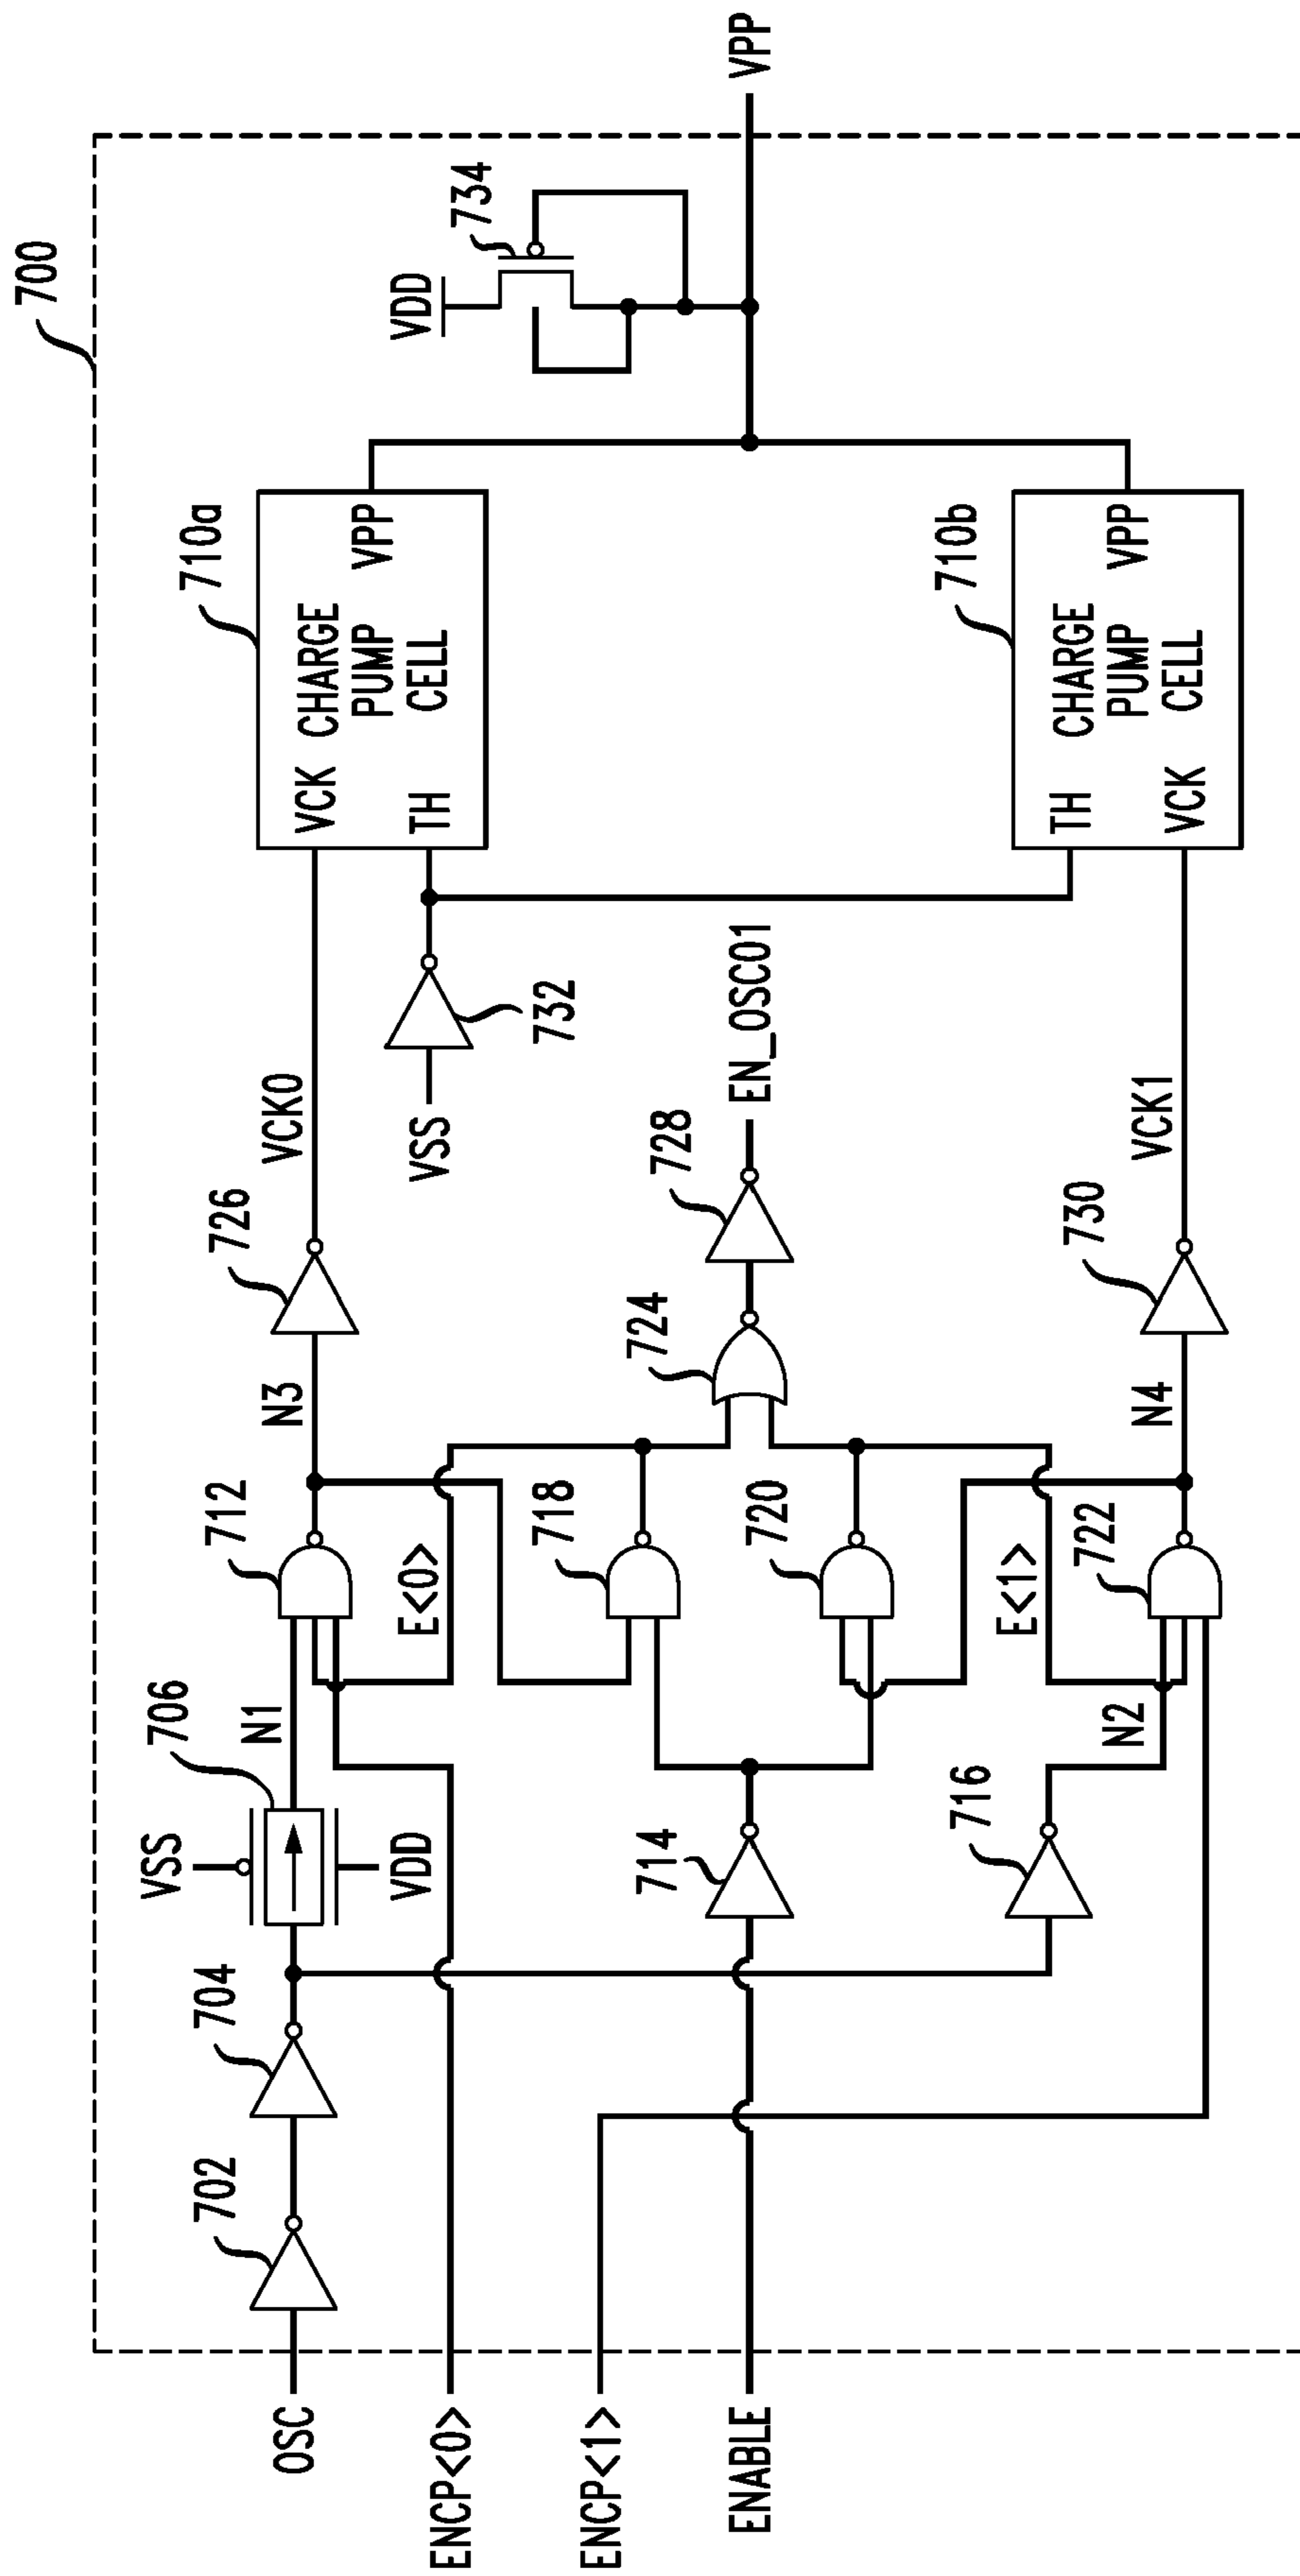 700
OSC
ENCP<0>
ENCP<1>
ENABLE
702
704
VSS
706
VDD
N1
714
716
N2
712
E<0>
718
720
E<1>
722
N3
724
N4
726
728
730
VCK0
VSS
732
EN_OSC01
VCK1
710a
VCK CHARGE
PUMP VPP
TH CELL
710b
TH CHARGE
PUMP VPP
VCK CELL
VDD
734
VPP